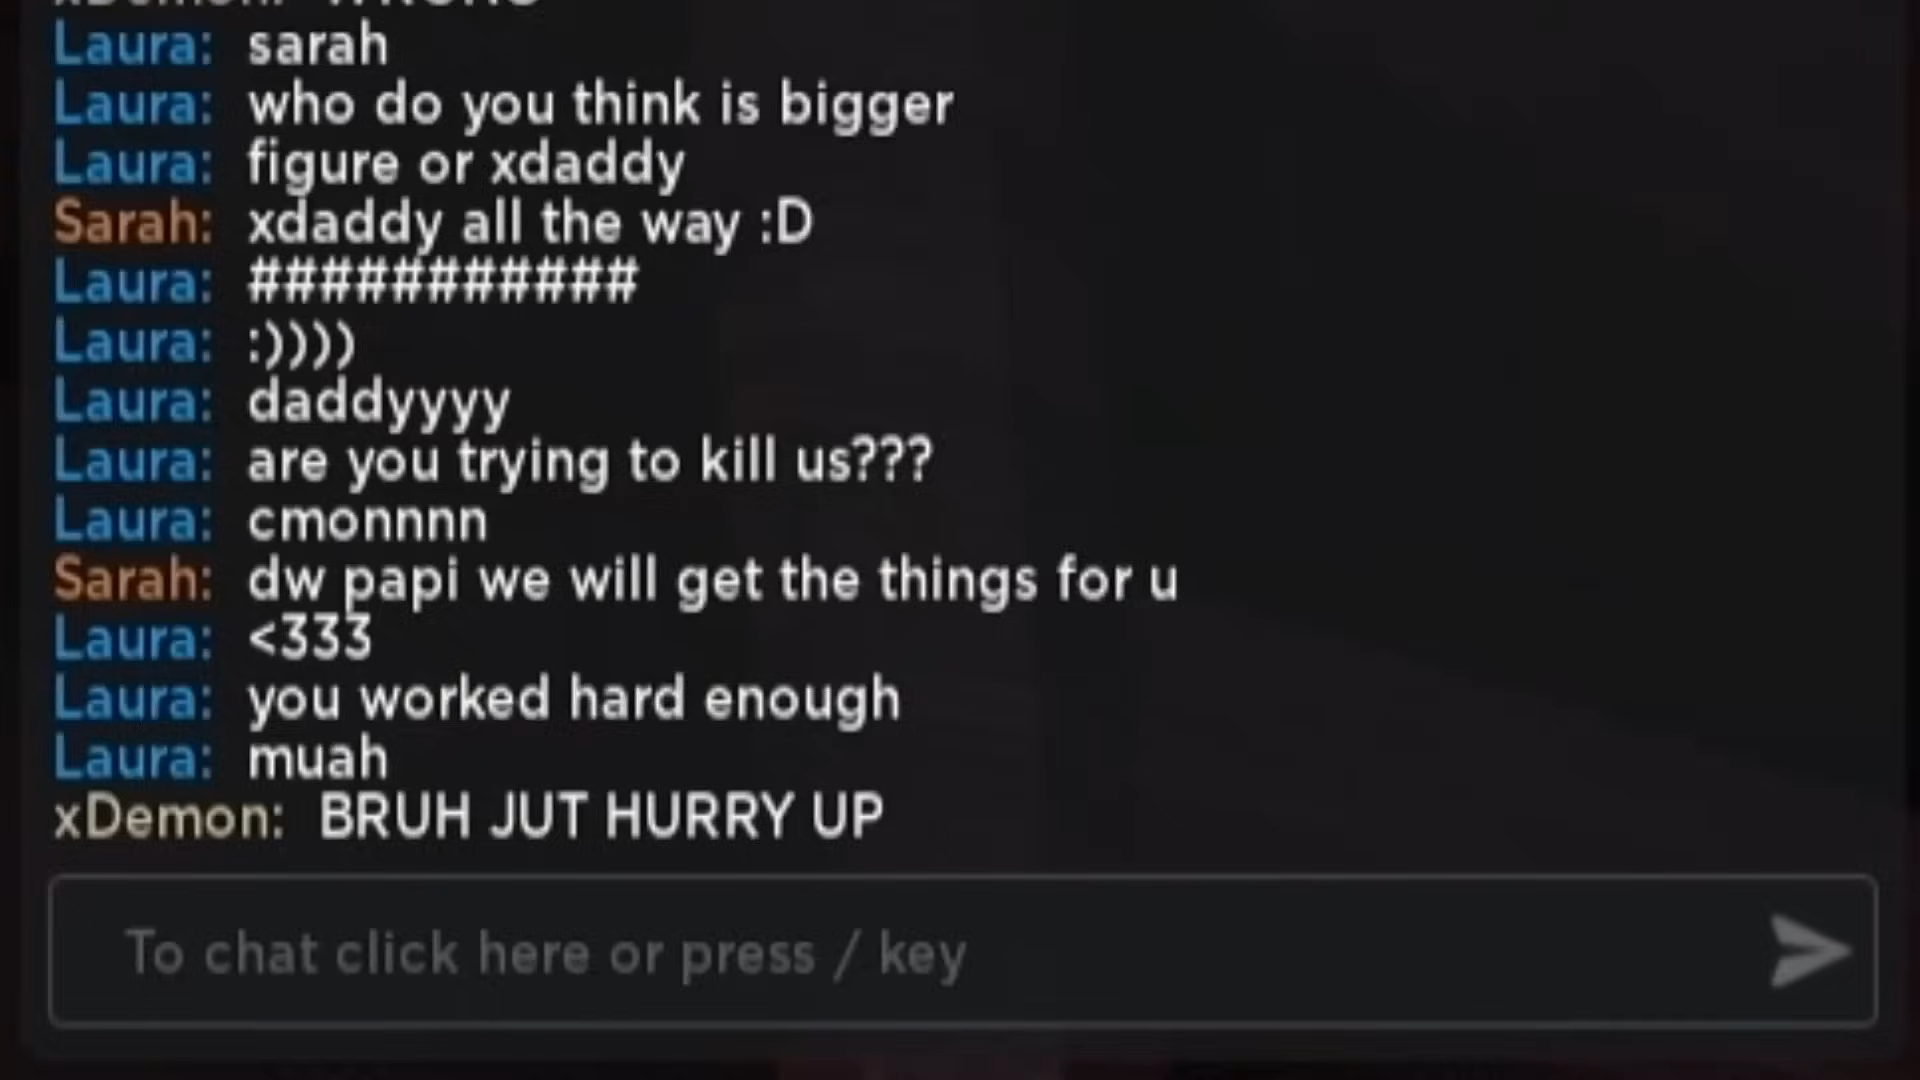 Laura: sarah
Laura: who do you think is bigger
Laura: figure or xdaddy
Sarah: xdaddy all the way :D
Laura: ###########
Laura: :))))
Laura: daddyyyy
Laura: are you trying to kill us???
Laura: cmonnnn
Sarah: dw papi we will get the things for u
Laura: <333
Laura: you worked hard enough
Laura: muah
xDemon: BRUH JUT HURRY UP
To chat click here or press / key